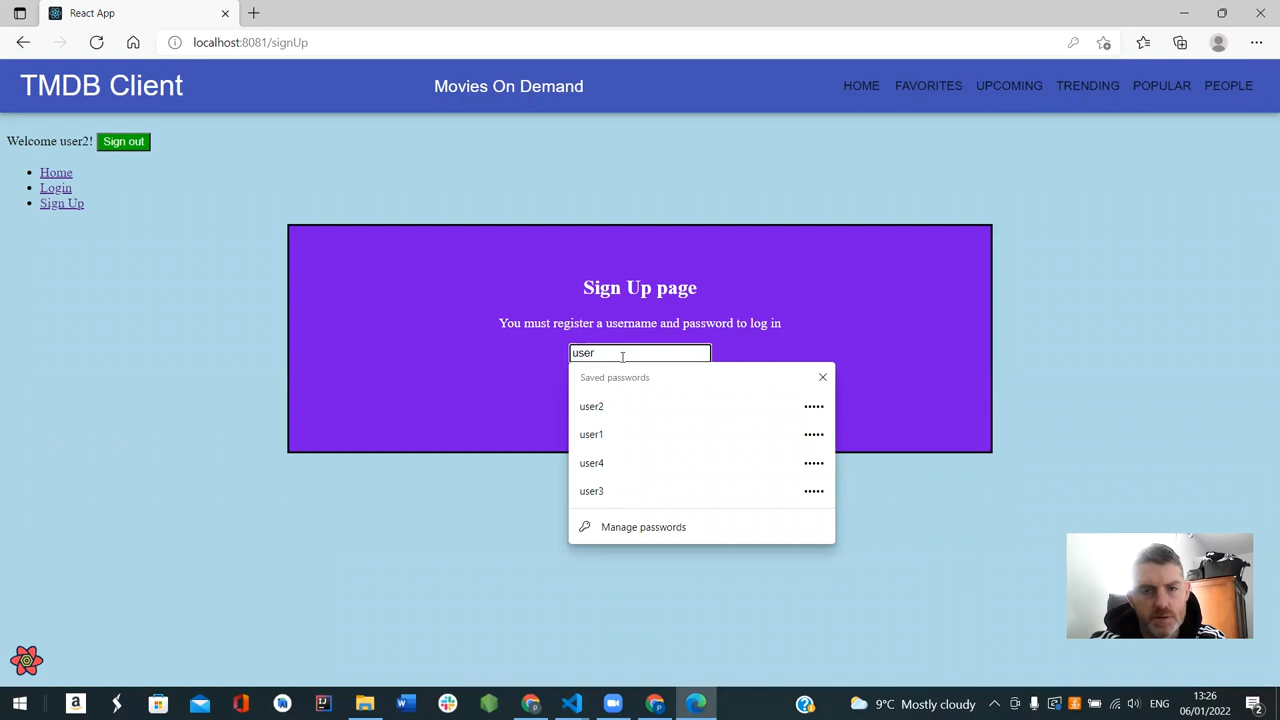 React App
localhost:8081/signUp
TMDB Client
Movies On Demand
HOME FAVORITES UPCOMING TRENDING POPULAR PEOPLE
Welcome user2! Sign out
Home
Login
Sign Up
Sign Up page
You must register a username and password to log in
user
Saved passwords
user2 •••••
user1 •••••
user4 •••••
user3 •••••
Manage passwords
9°C Mostly cloudy
ENG
13:26
06/01/2022
2